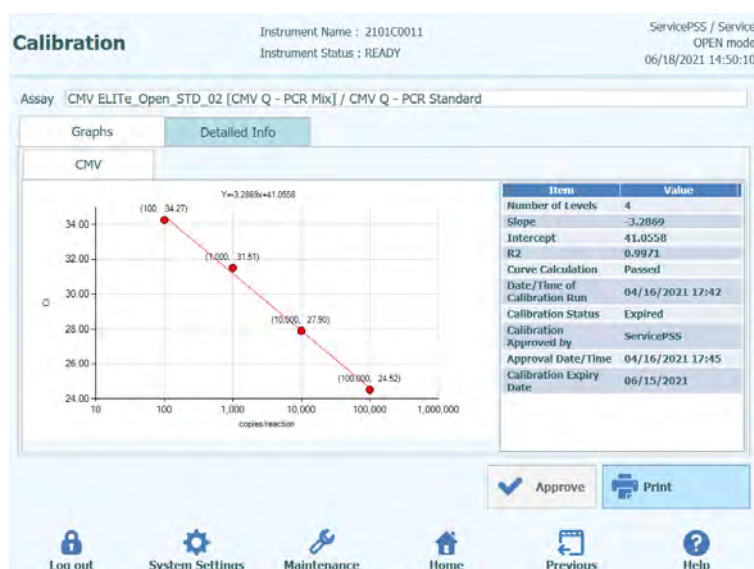 Calibration
Instrument Name : 2101C0011
Instrument Status : READY
ServicePSS / Service
OPEN mode
06/18/2021 14:50:10
Assay CMV ELITe_Open_STD_02 [CMV Q - PCR Mix] / CMV Q - PCR Standard
Graphs Detailed Info
CMV
Y=-3.2869x+41.0558
(100, 34.27)
(1,000, 31.51)
(10,000, 27.90)
(100,000, 24.52)
34.00
32.00
30.00
28.00
26.00
24.00
Ct
10 100 1,000 10,000 100,000 1,000,000
copies/reaction
Item Value
Number of Levels 4
Slope -3.2869
Intercept 41.0558
R2 0.9971
Curve Calculation Passed
Date/Time of
Calibration Run 04/16/2021 17:42
Calibration Status Expired
Calibration
Approved by ServicePSS
Approval Date/Time 04/16/2021 17:45
Calibration Expiry
Date 06/15/2021
Approve Print
Log out System Settings Maintenance Home Previous Help